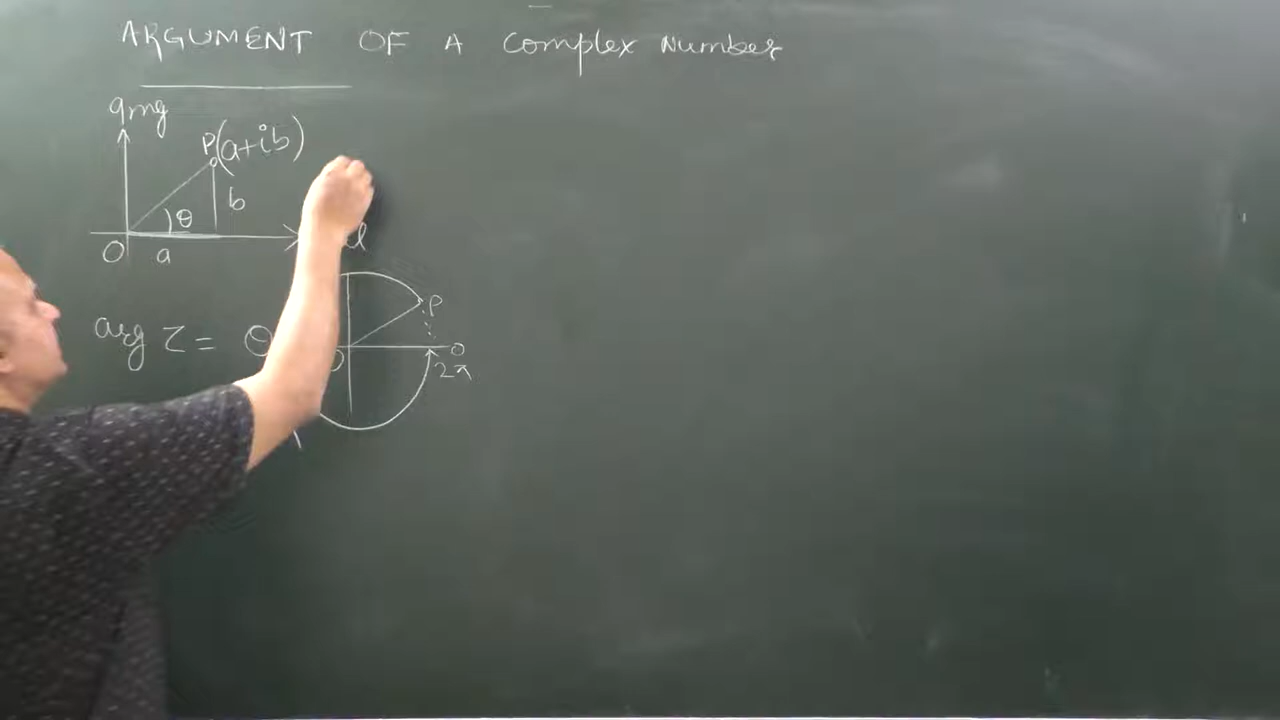 ARGUMENT OF A Complex Number
Img
P(a+ib)
b
θ
O a
arg z = θ
P
O
2π